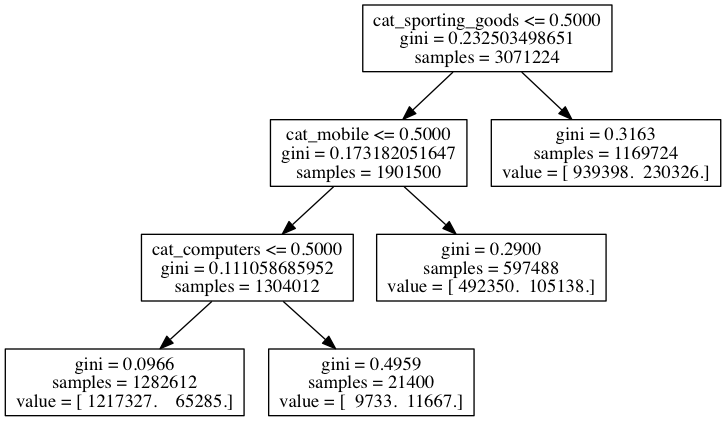 cat_sporting_goods <= 0.5000
gini = 0.232503498651
samples = 3071224
cat_mobile <= 0.5000
gini = 0.173182051647
samples = 1901500
gini = 0.3163
samples = 1169724
value = [ 939398.  230326.]
cat_computers <= 0.5000
gini = 0.111058685952
samples = 1304012
gini = 0.2900
samples = 597488
value = [ 492350.  105138.]
gini = 0.0966
samples = 1282612
value = [ 1217327.    65285.]
gini = 0.4959
samples = 21400
value = [  9733.  11667.]